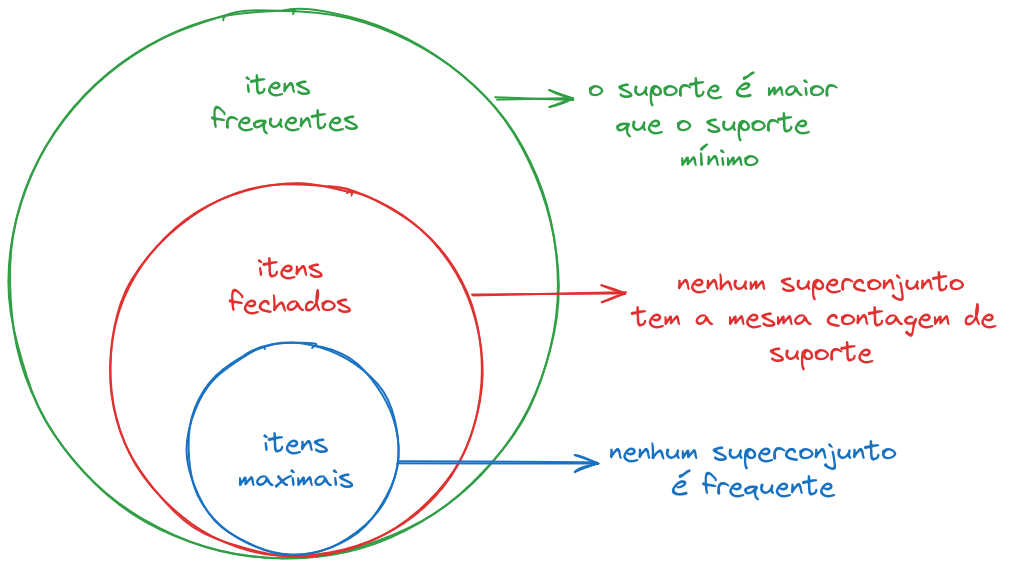 itens
frequentes
o suporte é maior
que o suporte
mínimo
itens
fechados
nenhum superconjunto
tem a mesma contagem de
suporte
itens
maximais
nenhum superconjunto
é frequente